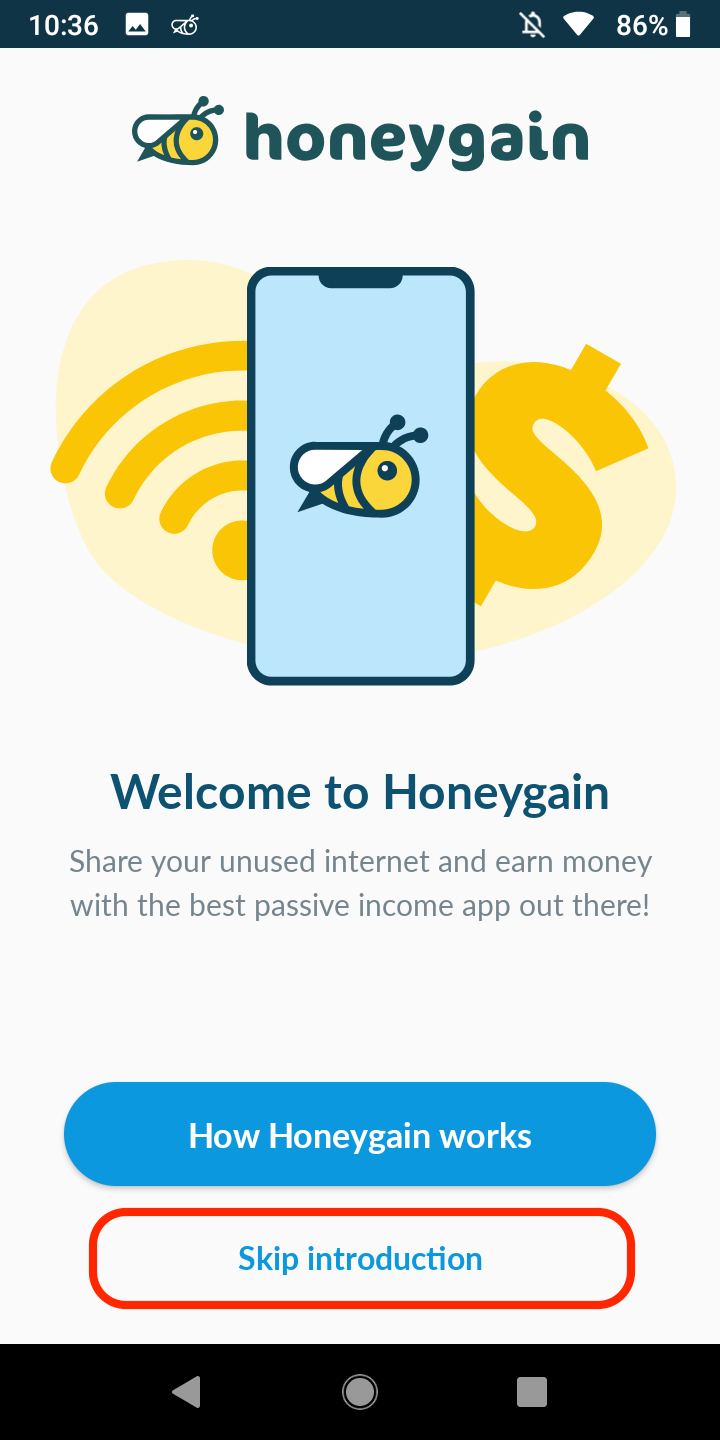 10:36 86%
honeygain
$
Welcome to Honeygain
Share your unused internet and earn money
with the best passive income app out there!
How Honeygain works
Skip introduction